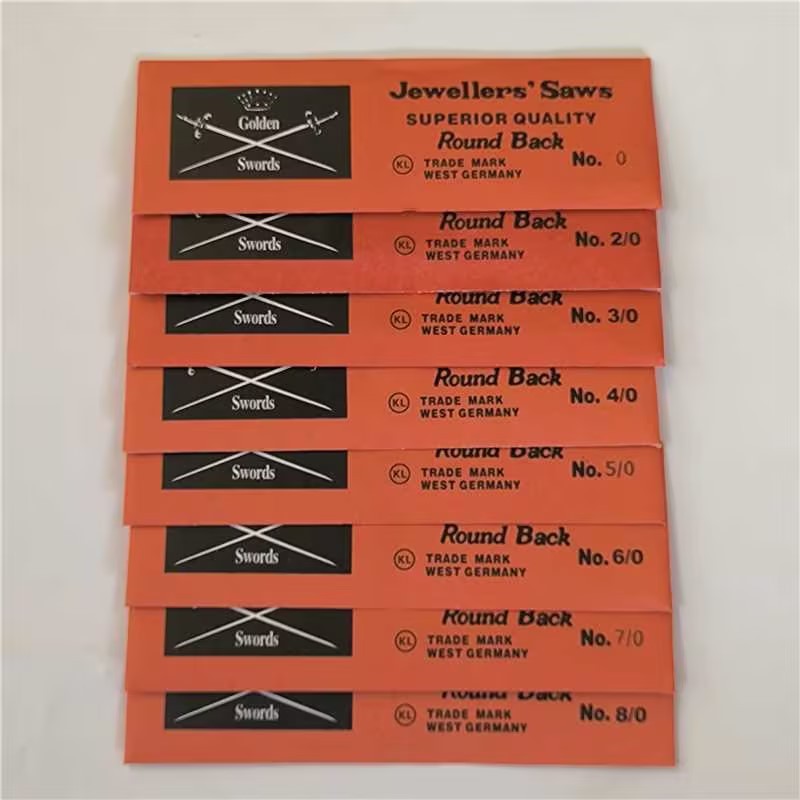 Golden
Swords
Jewellers' Saws
SUPERIOR QUALITY
Round Back
KL TRADE MARK No. 0
WEST GERMANY
Swords
Round Back
KL TRADE MARK No. 2/0
WEST GERMANY
Swords
Round Back
KL TRADE MARK No. 3/0
WEST GERMANY
Swords
Round Back
KL TRADE MARK No. 4/0
WEST GERMANY
Swords
Round Back
KL TRADE MARK No. 5/0
WEST GERMANY
Swords
Round Back
KL TRADE MARK No. 6/0
WEST GERMANY
Swords
Round Back
KL TRADE MARK No. 7/0
WEST GERMANY
Swords
Round Back
KL TRADE MARK No. 8/0
WEST GERMANY